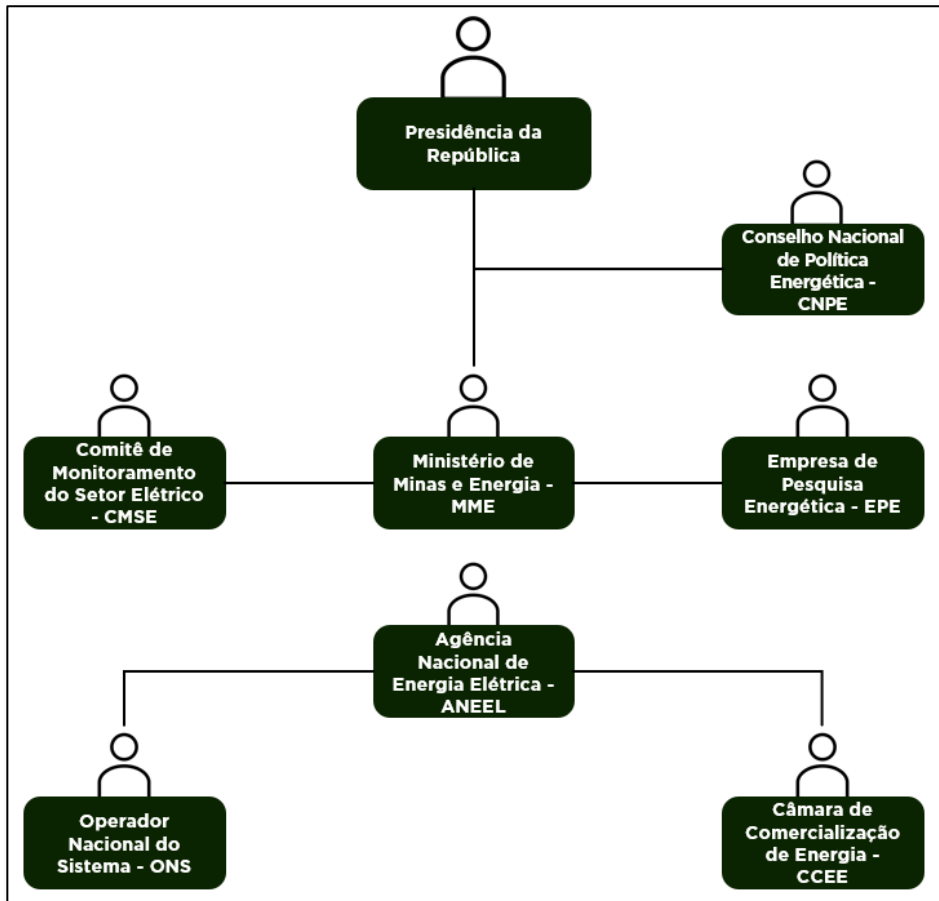 Presidência da
República
Conselho Nacional
de Política
Energética -
CNPE
Comitê de
Monitoramento
do Setor Elétrico
- CMSE
Ministério de
Minas e Energia -
MME
Empresa de
Pesquisa
Energética - EPE
Agência
Nacional de
Energia Elétrica -
ANEEL
Operador
Nacional do
Sistema - ONS
Câmara de
Comercialização
de Energia -
CCEE